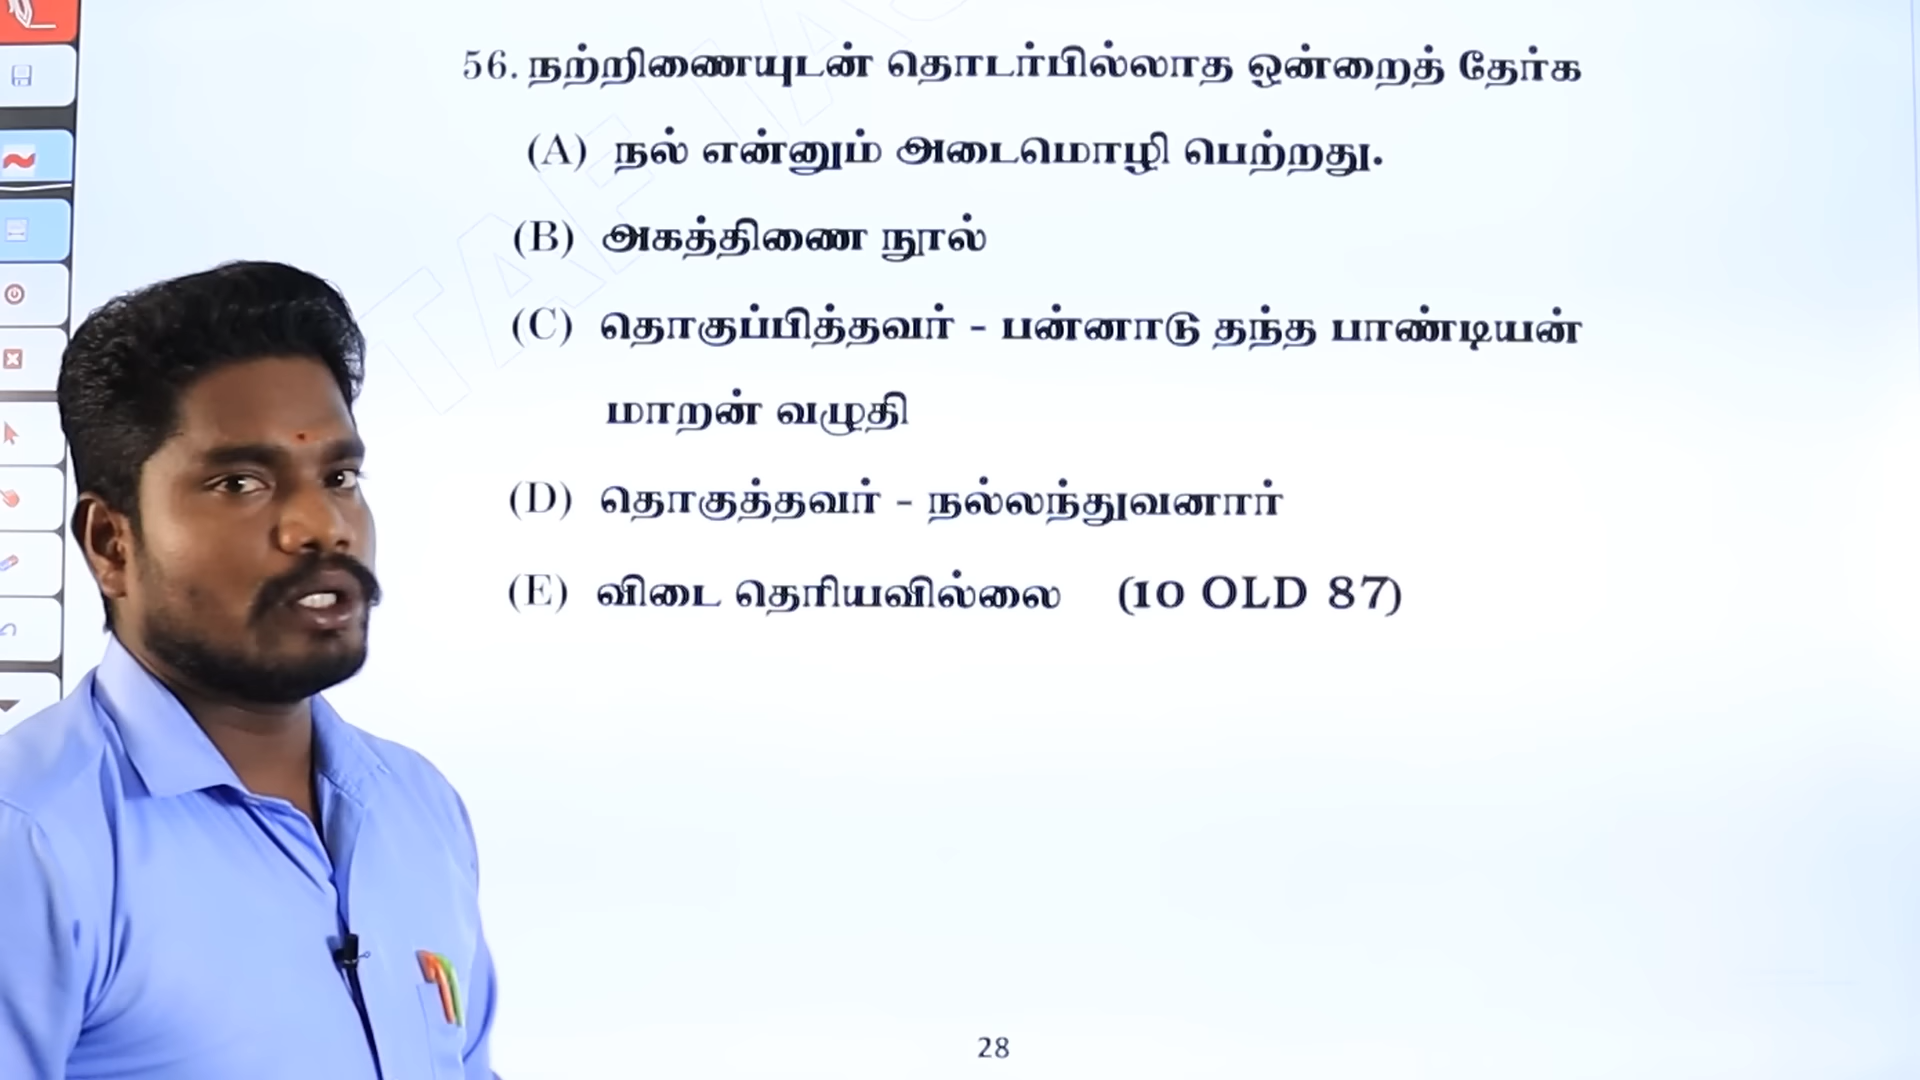 56. நற்றிணையுடன் தொடர்பில்லாத ஒன்றைத் தேர்க
(A) நல் என்னும் அடைமொழி பெற்றது.
(B) அகத்திணை நூல்
(C) தொகுப்பித்தவர் - பன்னாடு தந்த பாண்டியன்
மாறன் வழுதி
(D) தொகுத்தவர் - நல்லந்துவனார்
(E) விடை தெரியவில்லை (10 OLD 87)
28